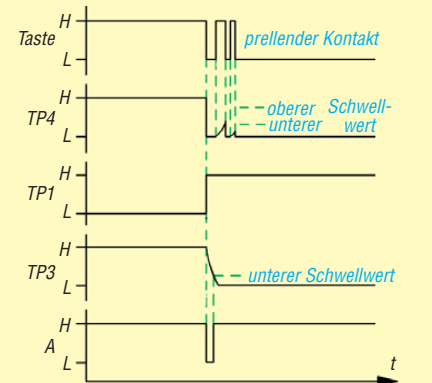 H
Taste
prellender Kontakt
L
H
oberer Schwell-
TP4
unterer wert
L
H
TP1
L
H
TP3
unterer Schwellwert
L
H
A
L
t